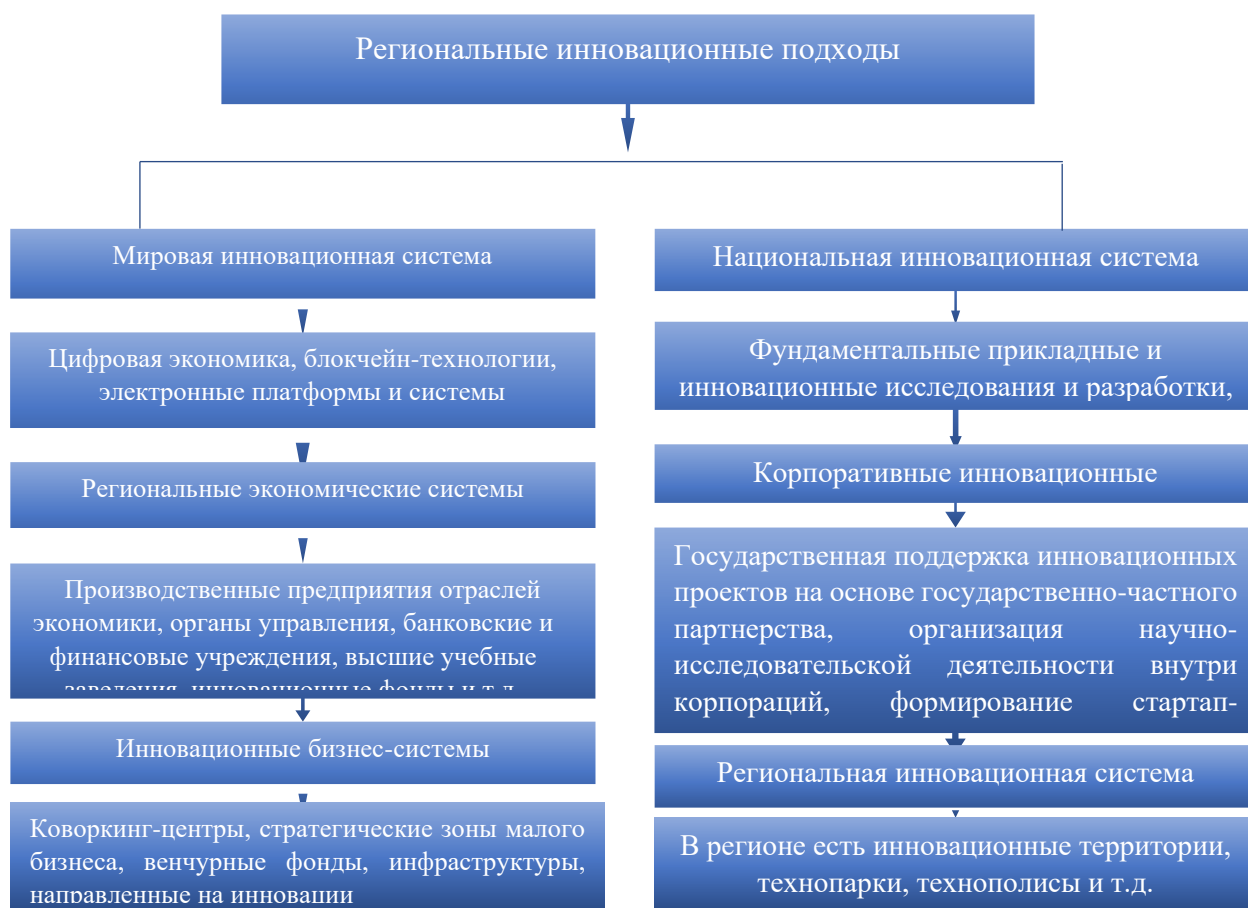 Региональные инновационные подходы
Мировая инновационная система
Цифровая экономика, блокчейн-технологии,
электронные платформы и системы
Региональные экономические системы
Производственные предприятия отраслей
экономики, органы управления, банковские и
финансовые учреждения, высшие учебные
заведения, инновационные фонды и т.д.
Инновационные бизнес-системы
Коворкинг-центры, стратегические зоны малого
бизнеса, венчурные фонды, инфраструктуры,
направленные на инновации
Национальная инновационная система
Фундаментальные прикладные и
инновационные исследования и разработки,
Корпоративные инновационные
Государственная поддержка инновационных
проектов на основе государственно-частного
партнерства, организация научно-
исследовательской деятельности внутри
корпораций, формирование стартап-
Региональная инновационная система
В регионе есть инновационные территории,
технопарки, технополисы и т.д.